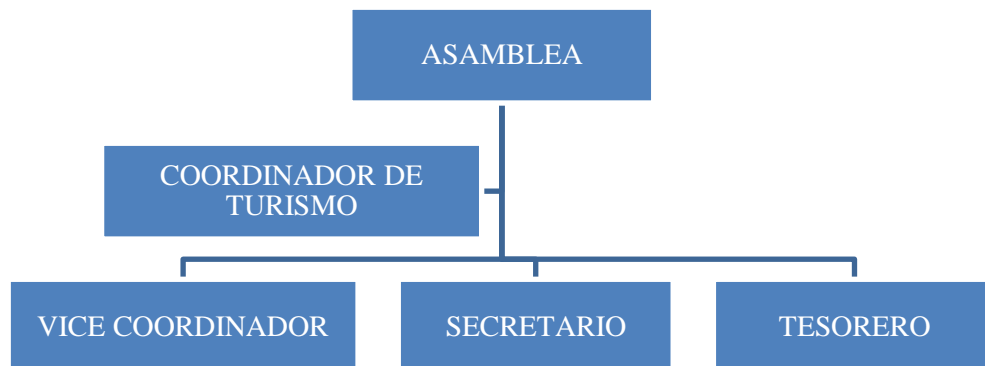 ASAMBLEA
COORDINADOR DE
TURISMO
VICE COORDINADOR
SECRETARIO
TESORERO